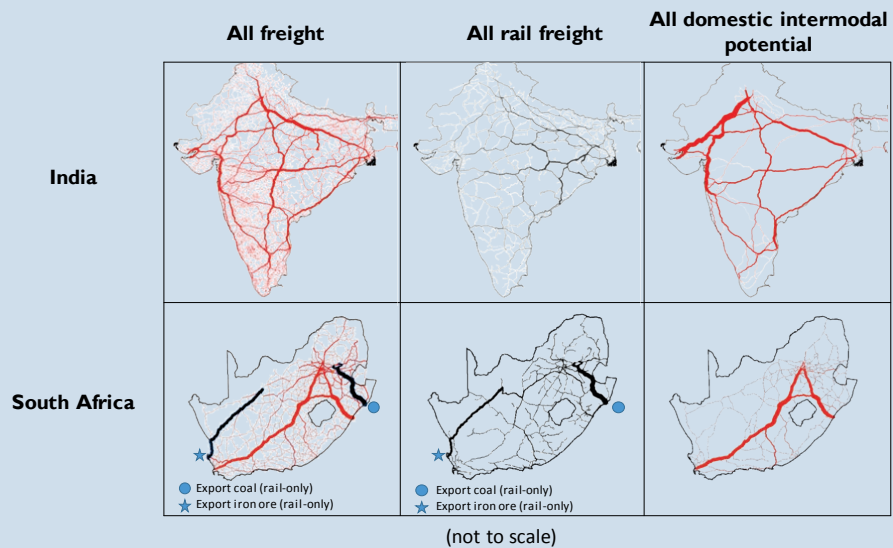 All freight
All rail freight
All domestic intermodal
potential
India
South Africa
Export coal (rail-only)
Export iron ore (rail-only)
Export coal (rail-only)
Export iron ore (rail-only)
(not to scale)